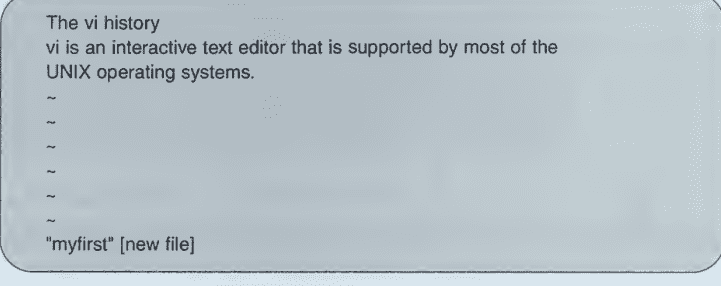 The vi history
vi is an interactive text editor that is supported by most of the
UNIX operating systems.
~
~
~
~
~
~
"myfirst" [new file]